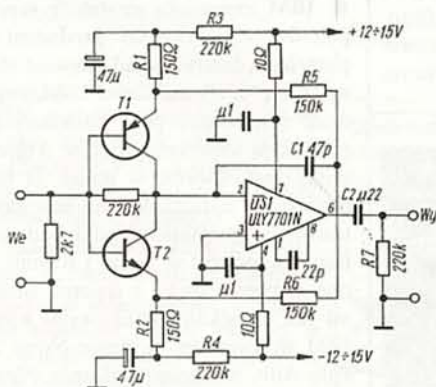 R3
220k
+12÷15V
47µ
R1
150Ω
10Ω
R5
150k
T1
µ1
C1 47p
2
7
We
220k
US1
ULY7701N
6
C2 µ22
Wy
2k7
3
+
4
1
8
T2
µ1
22p
R7
220k
R6
150k
R2
150Ω
10Ω
R4
220k
-12÷15V
47µ